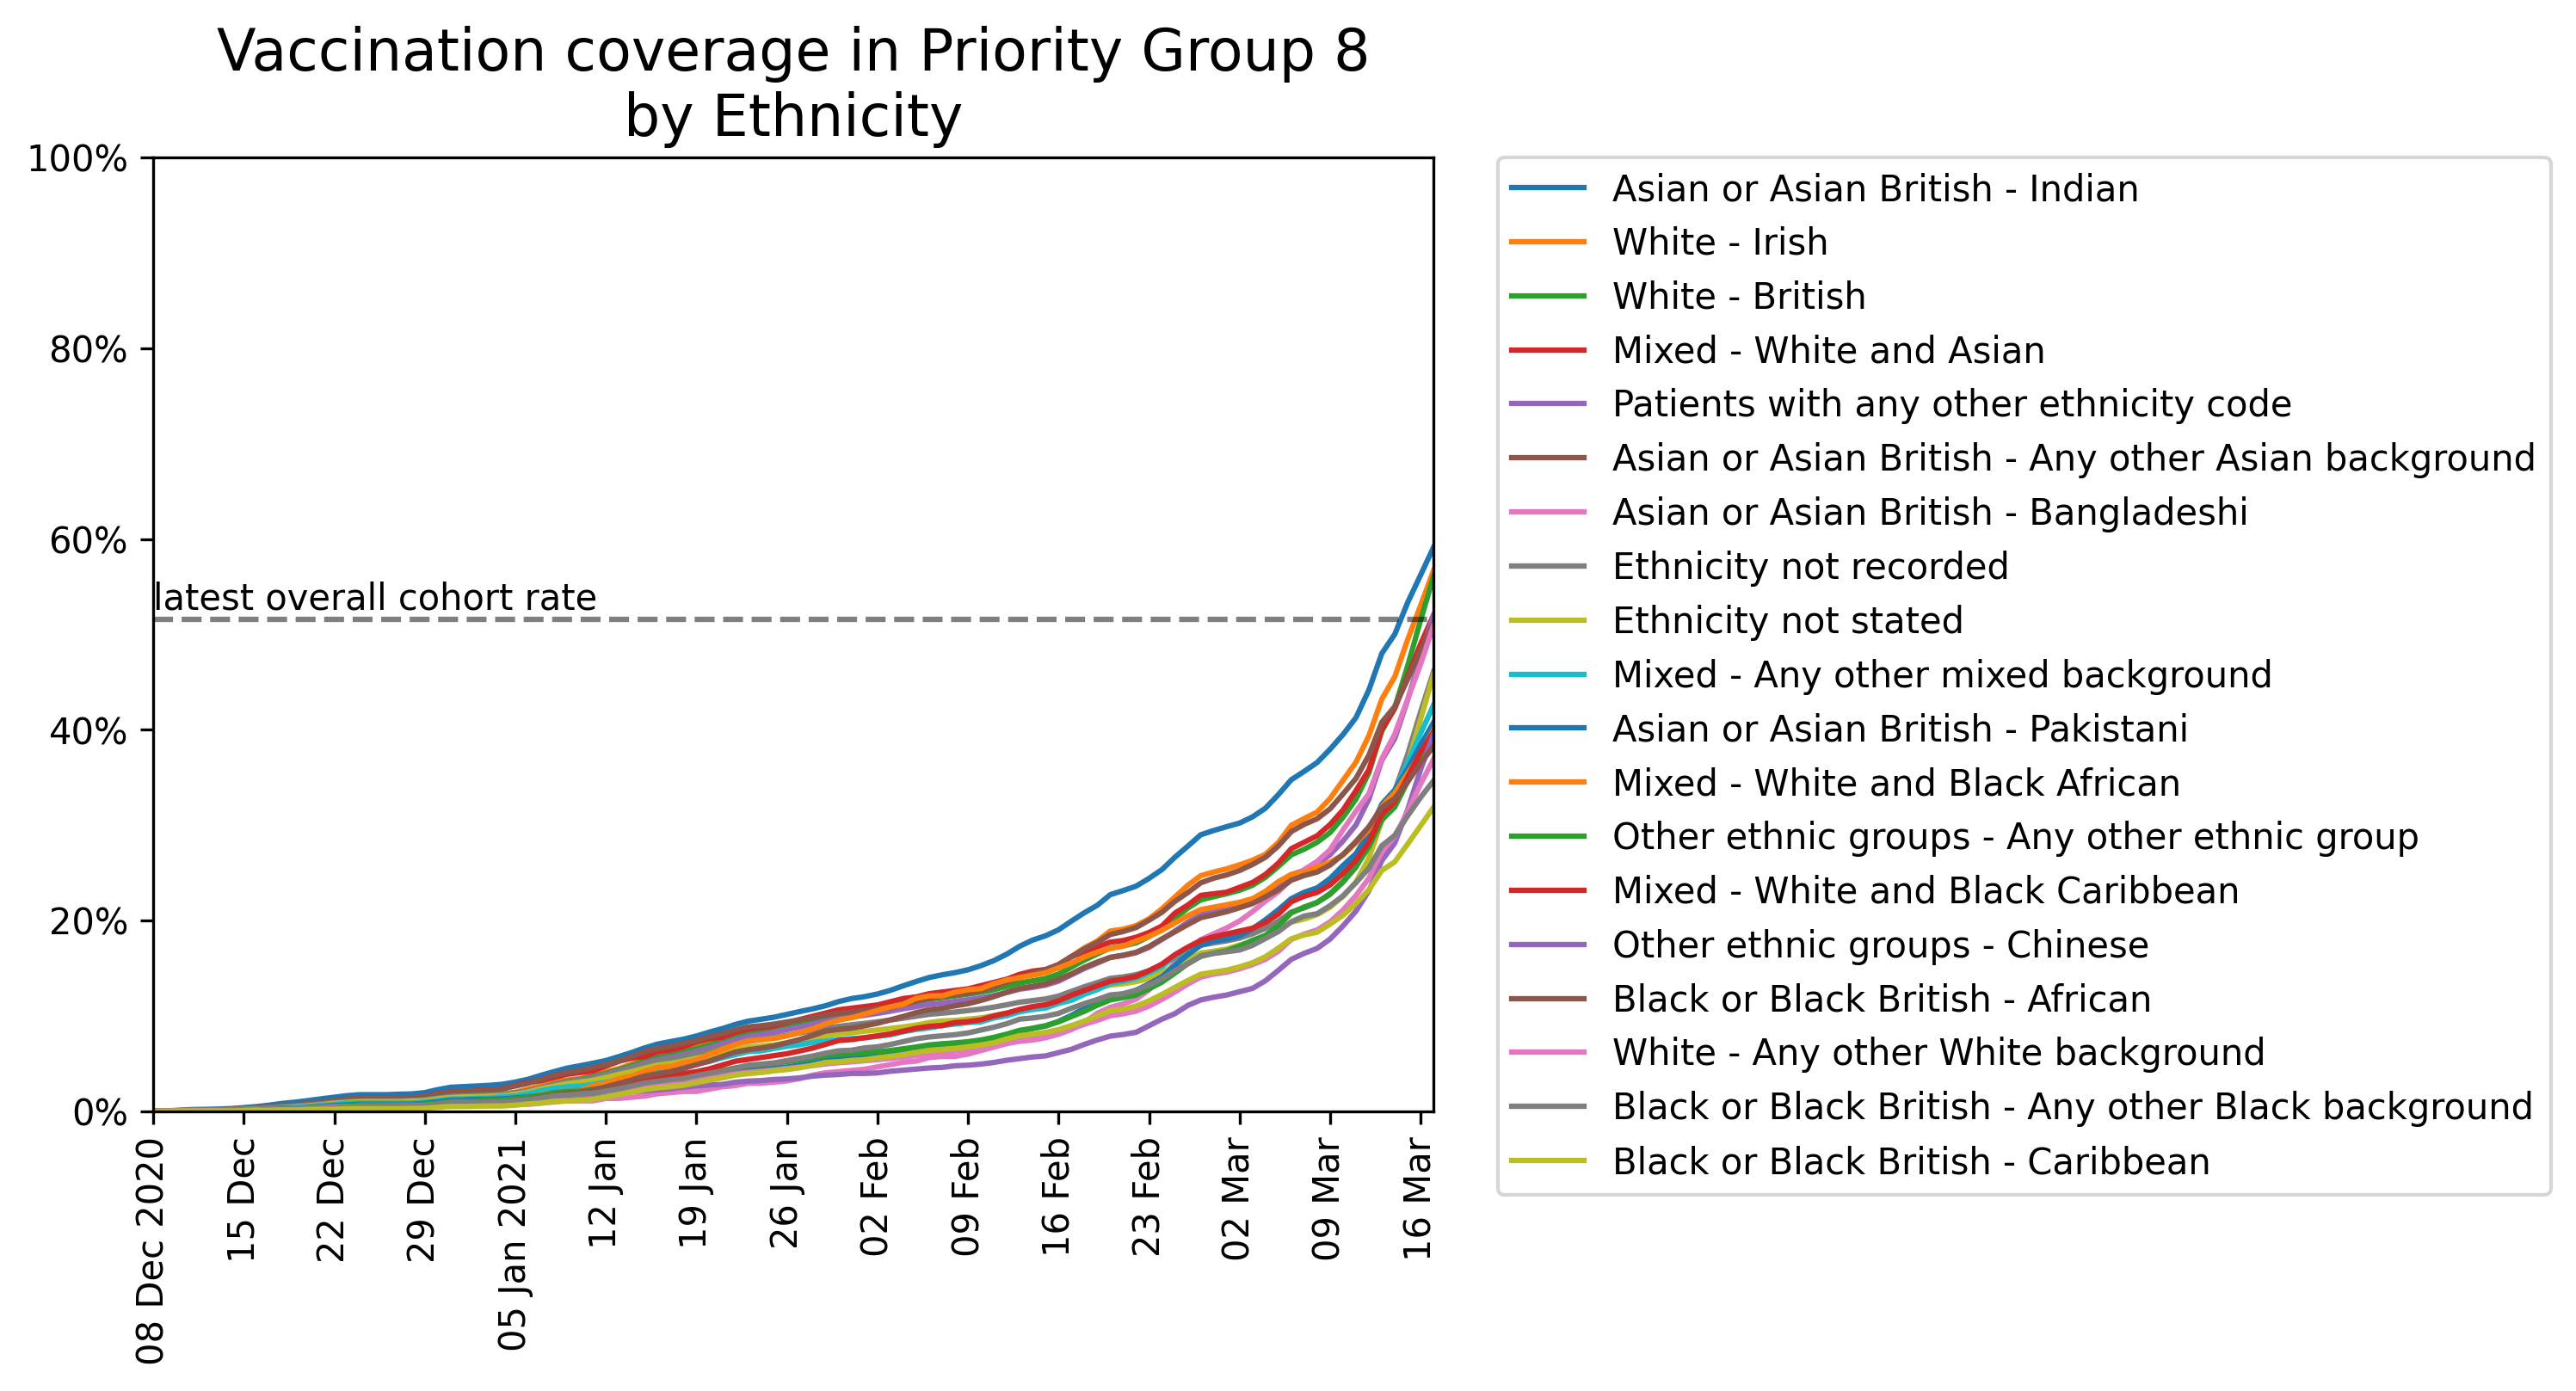 Vaccination coverage in Priority Group 8
by Ethnicity
100%
80%
60%
40%
20%
0%
latest overall cohort rate
08 Dec 2020
15 Dec
22 Dec
29 Dec
05 Jan 2021
12 Jan
19 Jan
26 Jan
02 Feb
09 Feb
16 Feb
23 Feb
02 Mar
09 Mar
16 Mar
Asian or Asian British - Indian
White - Irish
White - British
Mixed - White and Asian
Patients with any other ethnicity code
Asian or Asian British - Any other Asian background
Asian or Asian British - Bangladeshi
Ethnicity not recorded
Ethnicity not stated
Mixed - Any other mixed background
Asian or Asian British - Pakistani
Mixed - White and Black African
Other ethnic groups - Any other ethnic group
Mixed - White and Black Caribbean
Other ethnic groups - Chinese
Black or Black British - African
White - Any other White background
Black or Black British - Any other Black background
Black or Black British - Caribbean